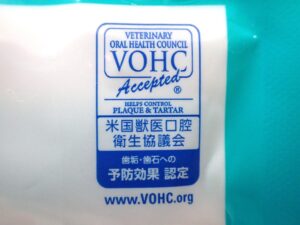 VETERINARY
ORAL HEALTH COUNCIL
VOHC
Accepted®
HELPS CONTROL
PLAQUE & TARTAR
米国獣医口腔
衛生協議会
歯垢・歯石への
予防効果 認定
www.VOHC.org